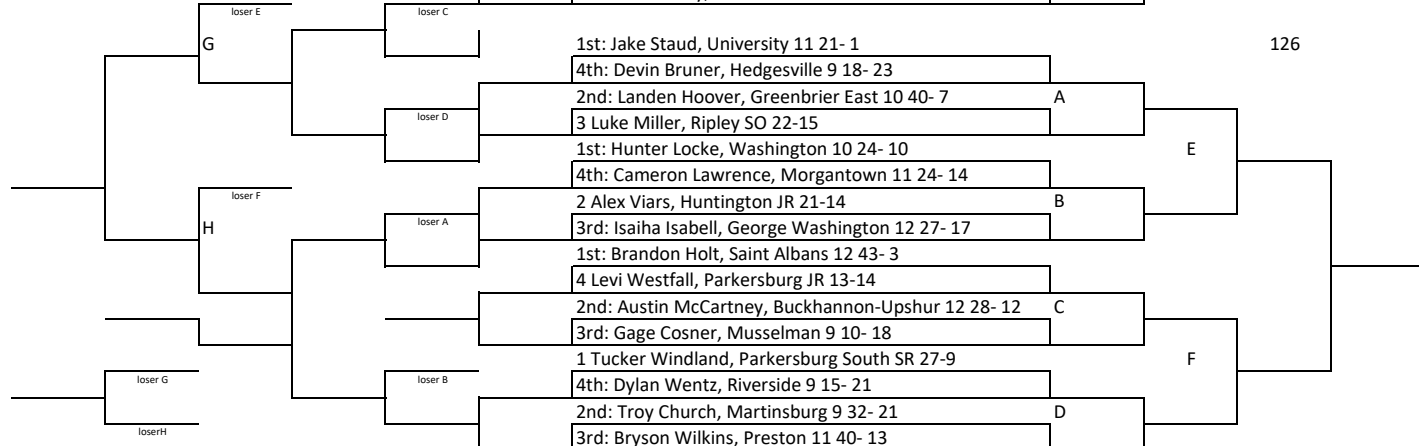 loser E
loser C
G
1st: Jake Staud, University 11 21- 1
126
4th: Devin Bruner, Hedgesville 9 18- 23
2nd: Landen Hoover, Greenbrier East 10 40- 7
A
loser D
3 Luke Miller, Ripley SO 22-15
1st: Hunter Locke, Washington 10 24- 10
E
4th: Cameron Lawrence, Morgantown 11 24- 14
loser F
2 Alex Viars, Huntington JR 21-14
B
H
loser A
3rd: Isaiha Isabell, George Washington 12 27- 17
1st: Brandon Holt, Saint Albans 12 43- 3
4 Levi Westfall, Parkersburg JR 13-14
2nd: Austin McCartney, Buckhannon-Upshur 12 28- 12
C
3rd: Gage Cosner, Musselman 9 10- 18
1 Tucker Windland, Parkersburg South SR 27-9
F
loser G
loser B
4th: Dylan Wentz, Riverside 9 15- 21
2nd: Troy Church, Martinsburg 9 32- 21
D
loserH
3rd: Bryson Wilkins, Preston 11 40- 13